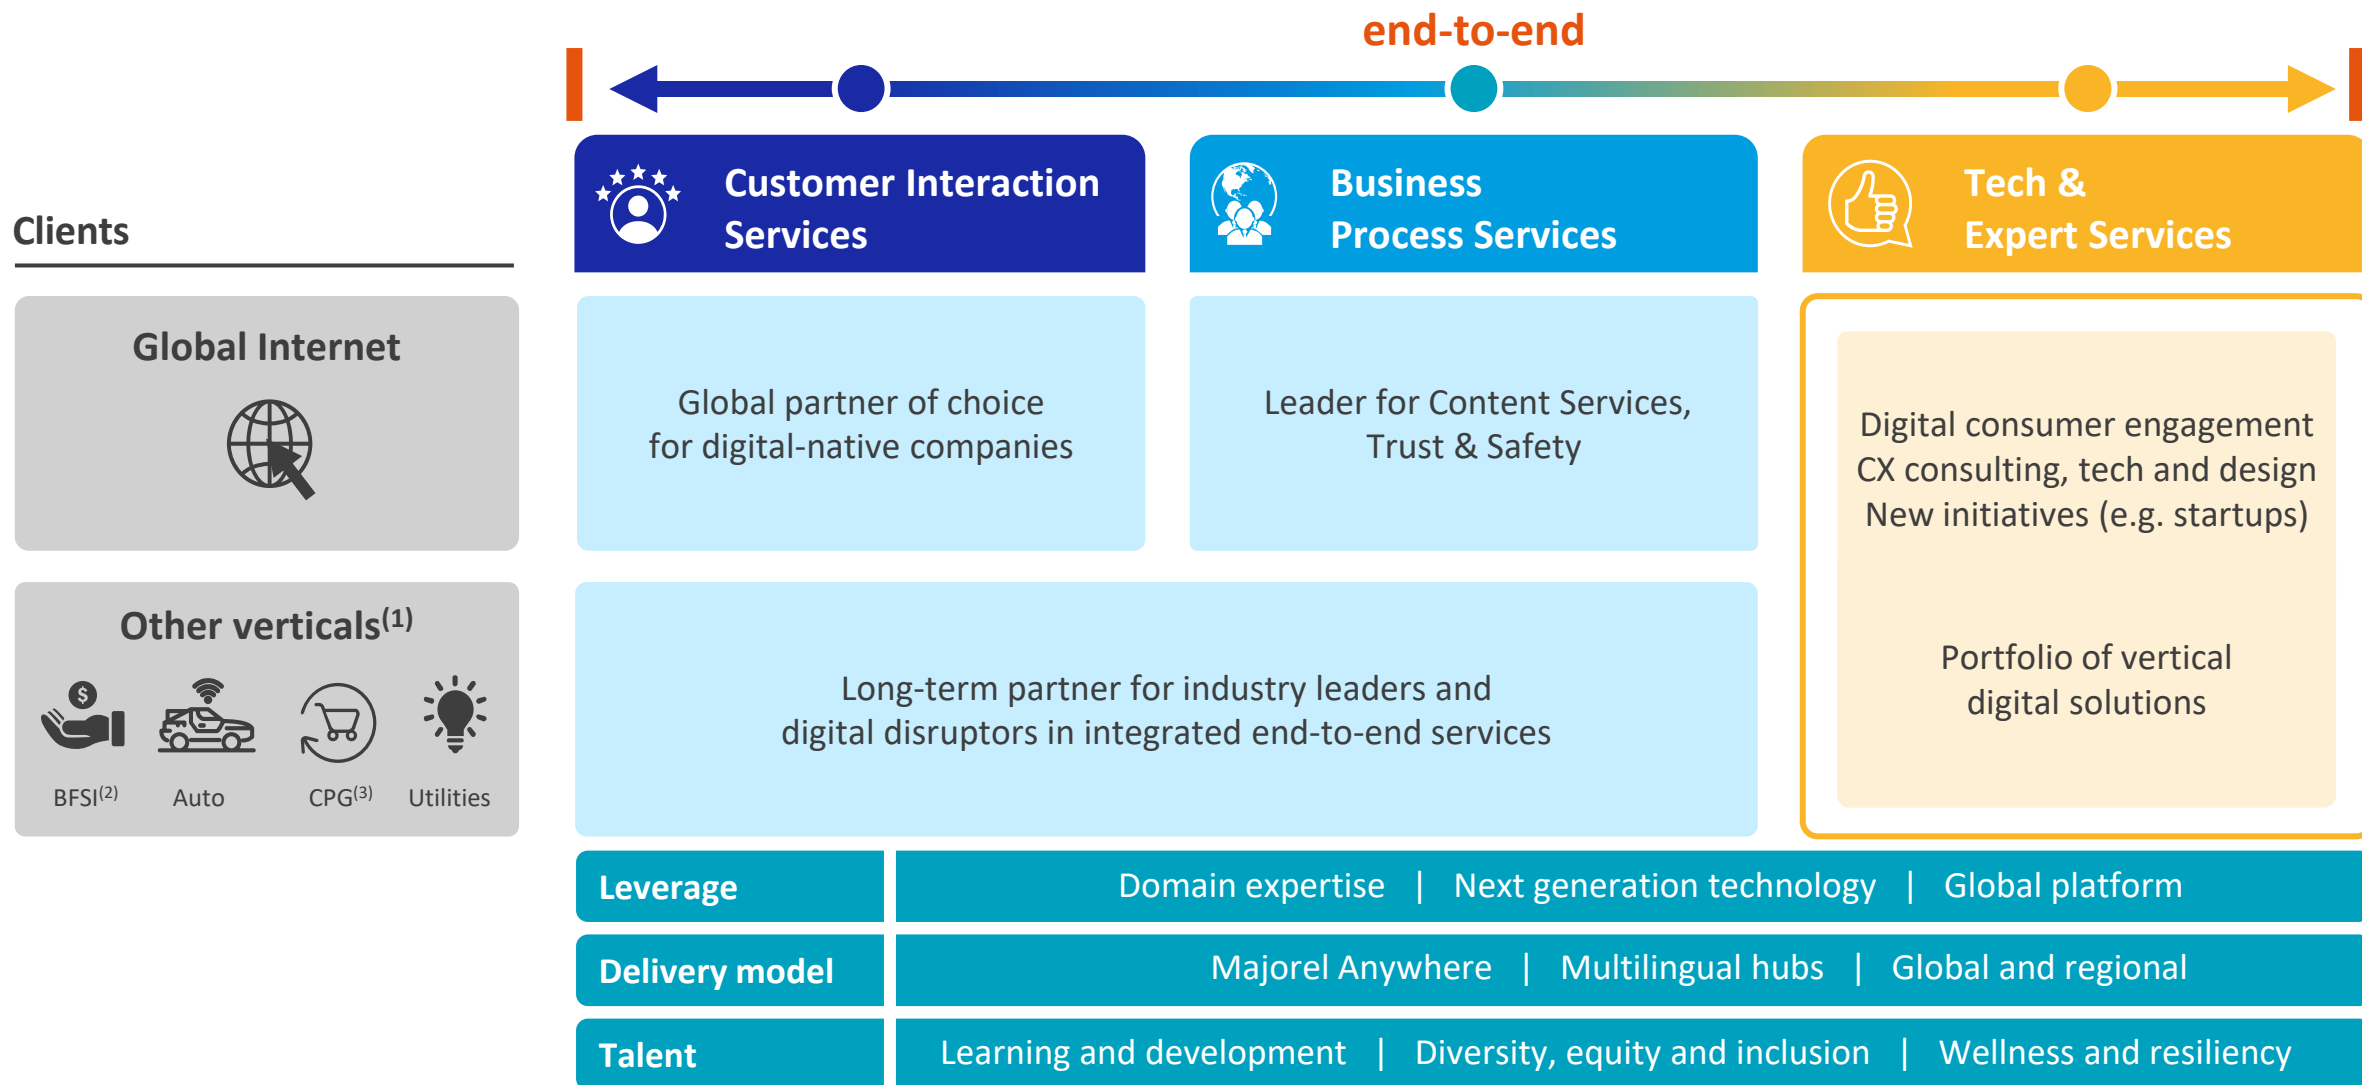 end-to-end
Customer Interaction
Services
Business
Process Services
Tech &
Expert Services
Clients
Global Internet
Global partner of choice
for digital-native companies
Leader for Content Services,
Trust & Safety
Digital consumer engagement
CX consulting, tech and design
New initiatives (e.g. startups)
Other verticals(1)
$
BFSI(2)
Auto
CPG(3)
Utilities
Long-term partner for industry leaders and
digital disruptors in integrated end-to-end services
Portfolio of vertical
digital solutions
Leverage
Domain expertise | Next generation technology | Global platform
Delivery model
Majorel Anywhere | Multilingual hubs | Global and regional
Talent
Learning and development | Diversity, equity and inclusion | Wellness and resiliency